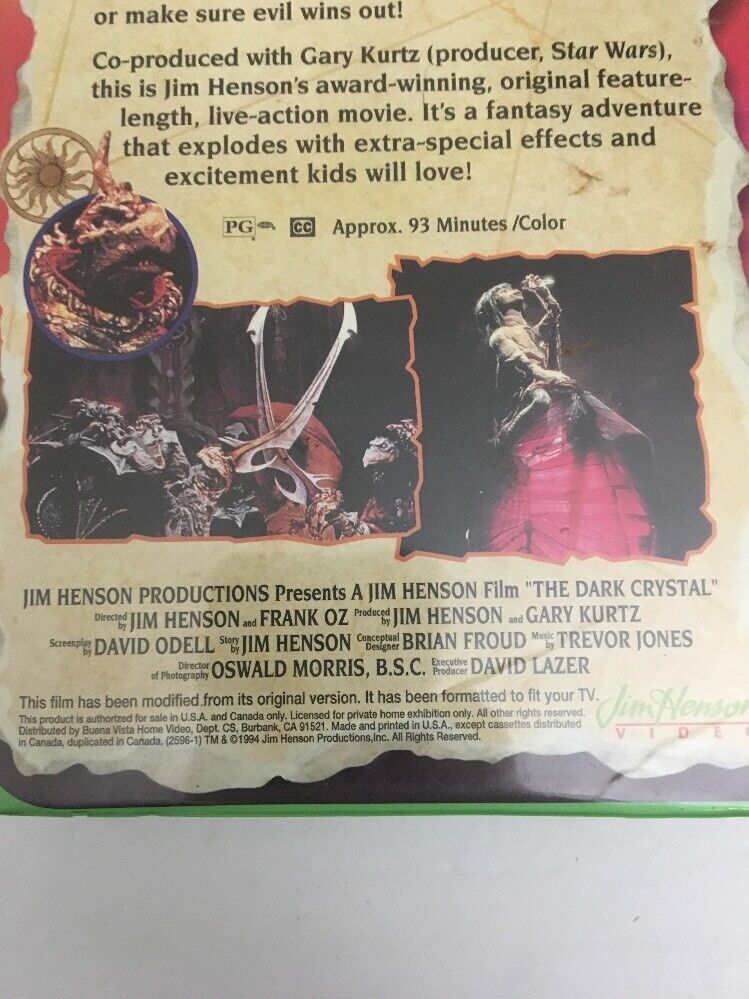 or make sure evil wins out!
Co-produced with Gary Kurtz (producer, Star Wars),
this is Jim Henson's award-winning, original feature-
length, live-action movie. It's a fantasy adventure
that explodes with extra-special effects and
excitement kids will love!
PG CC Approx. 93 Minutes /Color
JIM HENSON PRODUCTIONS Presents A JIM HENSON Film "THE DARK CRYSTAL"
Directed by JIM HENSON and FRANK OZ Produced by JIM HENSON and GARY KURTZ
Screenplay by DAVID ODELL Story by JIM HENSON Conceptual Designer BRIAN FROUD Music by TREVOR JONES
Director of Photography OSWALD MORRIS, B.S.C. Executive Producer DAVID LAZER
This film has been modified from its original version. It has been formatted to fit your TV.
This product is authorized for sale in U.S.A. and Canada only. Licensed for private home exhibition only. All other rights reserved.
Distributed by Buena Vista Home Video, Dept. CS, Burbank, CA 91521. Made and printed in U.S.A., except cassettes distributed
in Canada, duplicated in Canada. (2596-1) TM & ©1994 Jim Henson Productions,Inc. All Rights Reserved.
Jim Henson
VIDEO